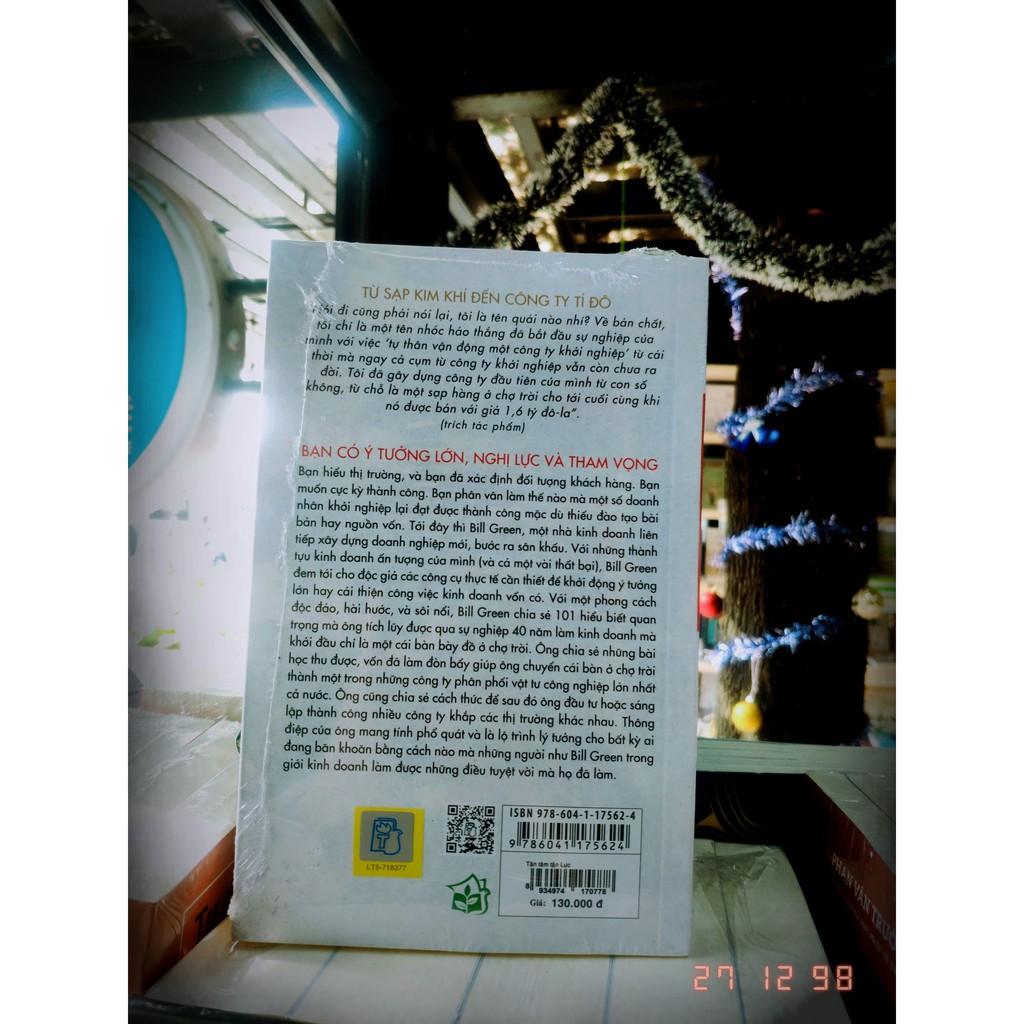 TỪ SẠP KIM KHÍ ĐẾN CÔNG TY TỈ ĐÔ
đi cũng phải nói lại, tôi là tên quái nào nhỉ? Về bản chất,
tôi chỉ là một tên nhóc háo thắng đã bắt đầu sự nghiệp của
mình với việc ‘tự thân vận động một công ty khởi nghiệp’ từ cái
thời mà ngay cả cụm từ công ty khởi nghiệp vẫn còn chưa ra
đời. Tôi đã gây dựng công ty đầu tiên của mình từ con số
không, từ chỗ là một sạp hàng ở chợ trời cho tới cuối cùng khi
nó được bán với giá 1,6 tỷ đô-la”.
(trích tác phẩm)
BẠN CÓ Ý TƯỞNG LỚN, NGHỊ LỰC VÀ THAM VỌNG
Bạn hiểu thị trường, và bạn đã xác định đối tượng khách hàng. Bạn
muốn cực kỳ thành công. Bạn phân vân làm thế nào mà một số doanh
nhân khởi nghiệp lại đạt được thành công mặc dù thiếu đào tạo bài
bản hay nguồn vốn. Tới đây thì Bill Green, một nhà kinh doanh liên
tiếp xây dựng doanh nghiệp mới, bước ra sân khấu. Với những thành
tựu kinh doanh ấn tượng của mình (và cả một vài thất bại), Bill Green
đem tới cho độc giả các công cụ thực tế cần thiết để khởi động ý tưởng
lớn hay cải thiện công việc kinh doanh vốn có. Với một phong cách
độc đáo, hài hước, và sôi nổi, Bill Green chia sẻ 101 hiểu biết quan
trọng mà ông tích lũy được qua sự nghiệp 40 năm làm kinh doanh mà
khởi đầu chỉ là một cái bàn bày đồ ở chợ trời. Ông chia sẻ những bài
học thu được, vốn đã làm đòn bẩy giúp ông chuyển cái bàn ở chợ trời
thành một trong những công ty phân phối vật tư công nghiệp lớn nhất
cả nước. Ông cũng chia sẻ cách thức để sau đó ông đầu tư hoặc sáng
lập thành công nhiều công ty khắp các thị trường khác nhau. Thông
điệp của ông mang tính phổ quát và là lộ trình lý tưởng cho bất kỳ ai
đang băn khoăn bằng cách nào mà những người như Bill Green trong
giới kinh doanh làm được những điều tuyệt vời mà họ đã làm.
LT5-718377
ISBN 978-604-1-17562-4
9 786041 175624
Tận tâm tận Lực
8 934974 170778
Giá: 130.000 đ
PHAN VĂN TRƯỜ
27 12 98